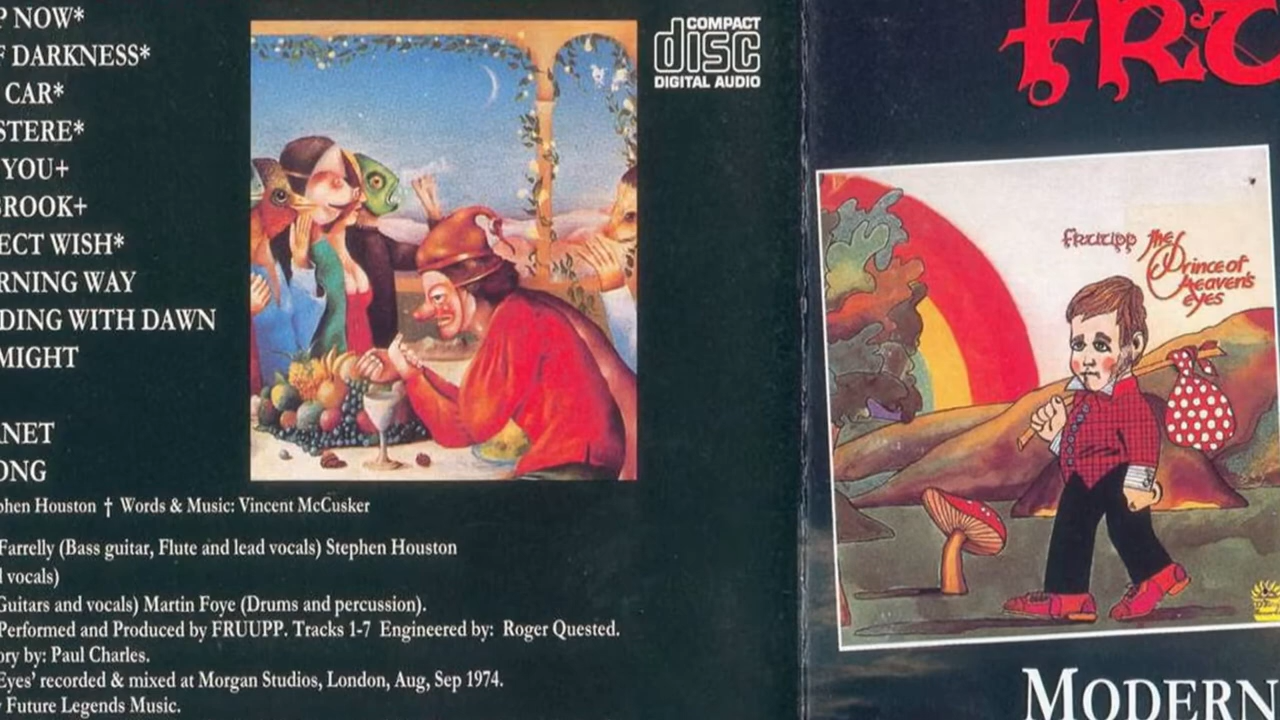 P NOW*
F DARKNESS*
CAR*
STERE*
YOU+
BROOK+
ECT WISH*
RNING WAY
DING WITH DAWN
MIGHT
RNET
ONG
phen Houston † Words & Music: Vincent McCusker
Farrelly (Bass guitar, Flute and lead vocals) Stephen Houston
l vocals)
Guitars and vocals) Martin Foye (Drums and percussion).
Performed and Produced by FRUUPP. Tracks 1-7 Engineered by: Roger Quested.
ory by: Paul Charles.
Eyes' recorded & mixed at Morgan Studios, London, Aug, Sep 1974.
Future Legends Music.
COMPACT
disc
DIGITAL AUDIO
FRU
fruupp the
Prince of
Heaven's
eyes
MODERN